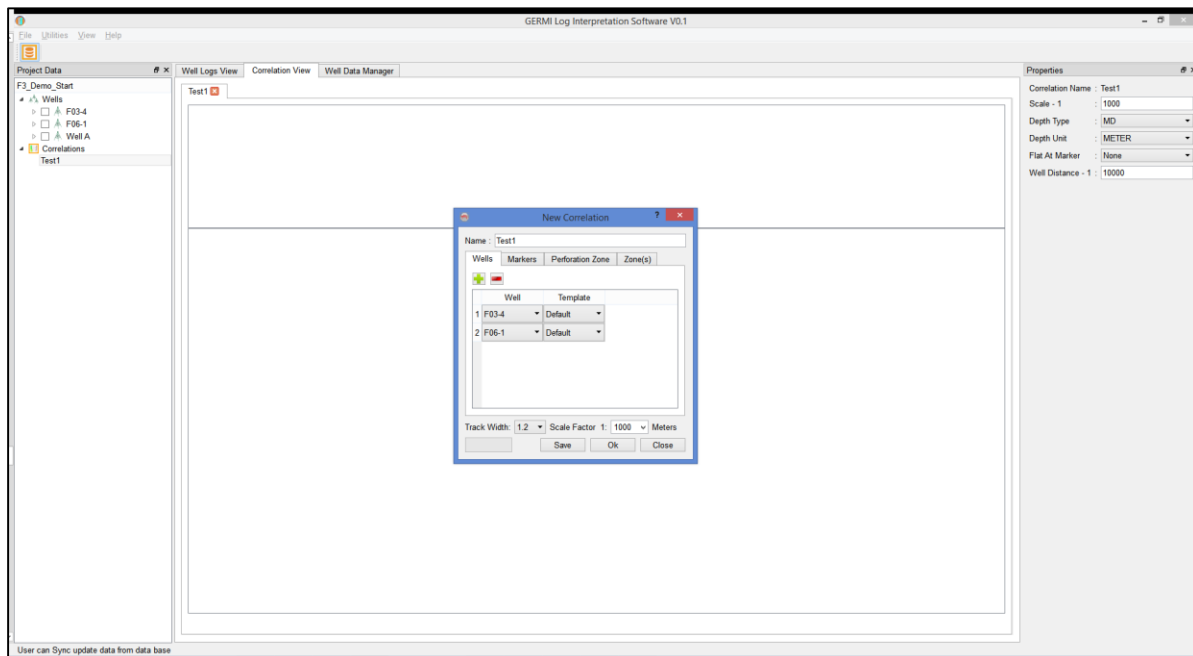 GERMI Log Interpretation Software V0.1
File Utilities View Help
Project Data
F3_Demo_Start
Wells
F03-4
F06-1
Well A
Correlations
Test1
Well Logs View Correlation View Well Data Manager
Test1
New Correlation ?
Name : Test1
Wells Markers Perforation Zone Zone(s)
Well Template
1 F03-4 Default
2 F06-1 Default
Track Width: 1.2 Scale Factor 1: 1000 Meters
Save Ok Close
Properties
Correlation Name : Test1
Scale - 1 : 1000
Depth Type : MD
Depth Unit : METER
Flat At Marker : None
Well Distance - 1 : 10000
User can Sync update data from data base